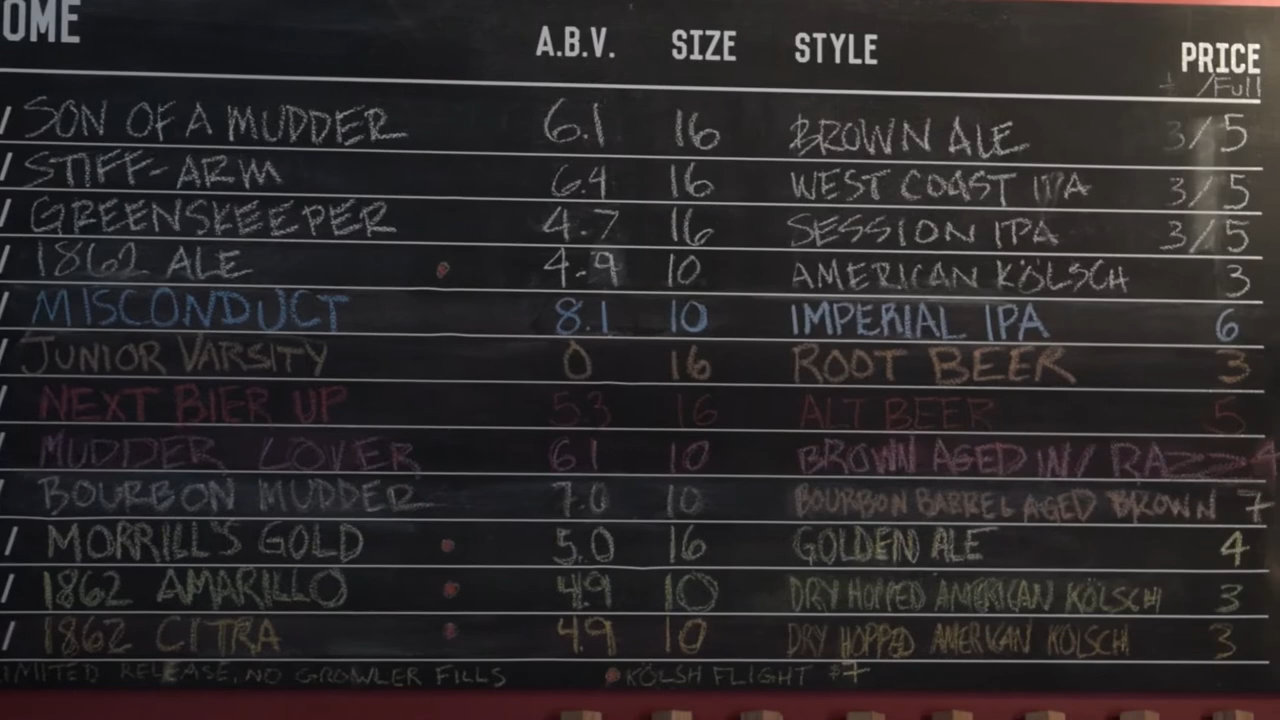 OME A.B.V. SIZE STYLE PRICE
/Full
/ SON OF A MUDDER 6.1 16 BROWN ALE 3/5
/ STIFF-ARM 6.4 16 WEST COAST IPA 3/5
/ GREENSKEEPER 4.7 16 SESSION IPA 3/5
/ 1862 ALE 4.9 10 AMERICAN KÖLSCH 3
/ MISCONDUCT 8.1 10 IMPERIAL IPA 6
/ JUNIOR VARSITY 0 16 ROOT BEER 3
/ NEXT BIER UP 5.3 16 ALT BEER 5
/ MUDDER LOVER 6.1 10 BROWN AGED W/ RAZZ
/ BOURBON MUDDER 7.0 10 BOURBON BARREL AGED BROWN 7
/ MORRILL'S GOLD 5.0 16 GOLDEN ALE 4
/ 1862 AMARILLO 4.9 10 DRY HOPPED AMERICAN KÖLSCH 3
/ 1862 CITRA 4.9 10 DRY HOPPED AMERICAN KÖLSCH 3
IMITED RELEASE, NO GROWLER FILLS KÖLSH FLIGHT $7